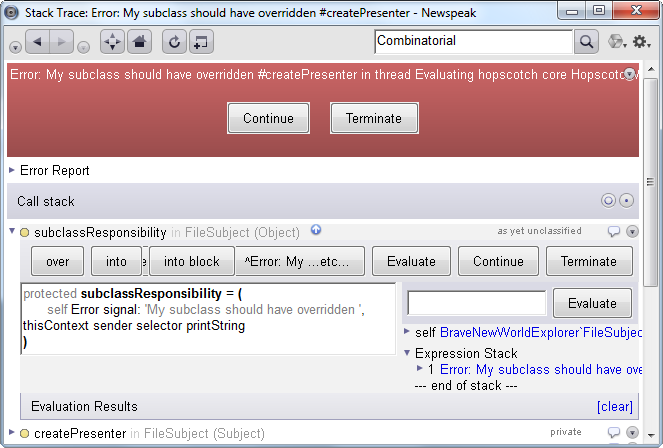 Stack Trace: Error: My subclass should have overridden #createPresenter - Newspeak
Combinatorial
Error: My subclass should have overridden #createPresenter in thread Evaluating hopscotch core Hopscotch
Continue Terminate
Error Report
Call stack
subclassResponsibility in FileSubject (Object) as yet unclassified
over into into block ^Error: My ...etc... Evaluate Continue Terminate
protected subclassResponsibility = (
self Error signal: 'My subclass should have overridden ',
thisContext sender selector printString
)
Evaluate
self BraveNewWorldExplorer`FileSubjec
Expression Stack
1 Error: My subclass should have over
--- end of stack ---
Evaluation Results [clear]
createPresenter in FileSubject (Subject) private